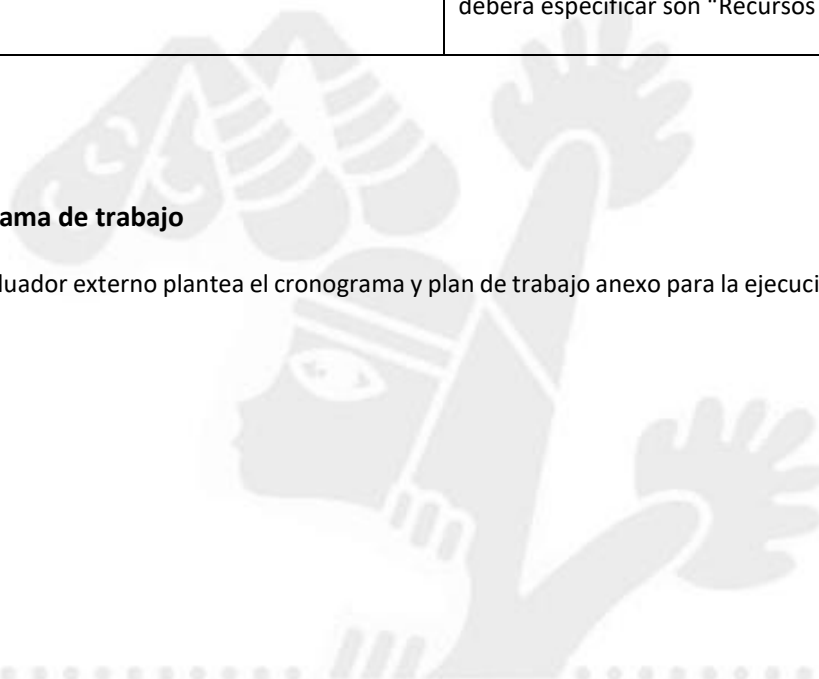 deberá especificar son "Recursos
ama de trabajo
luador externo plantea el cronograma y plan de trabajo anexo para la ejecuci